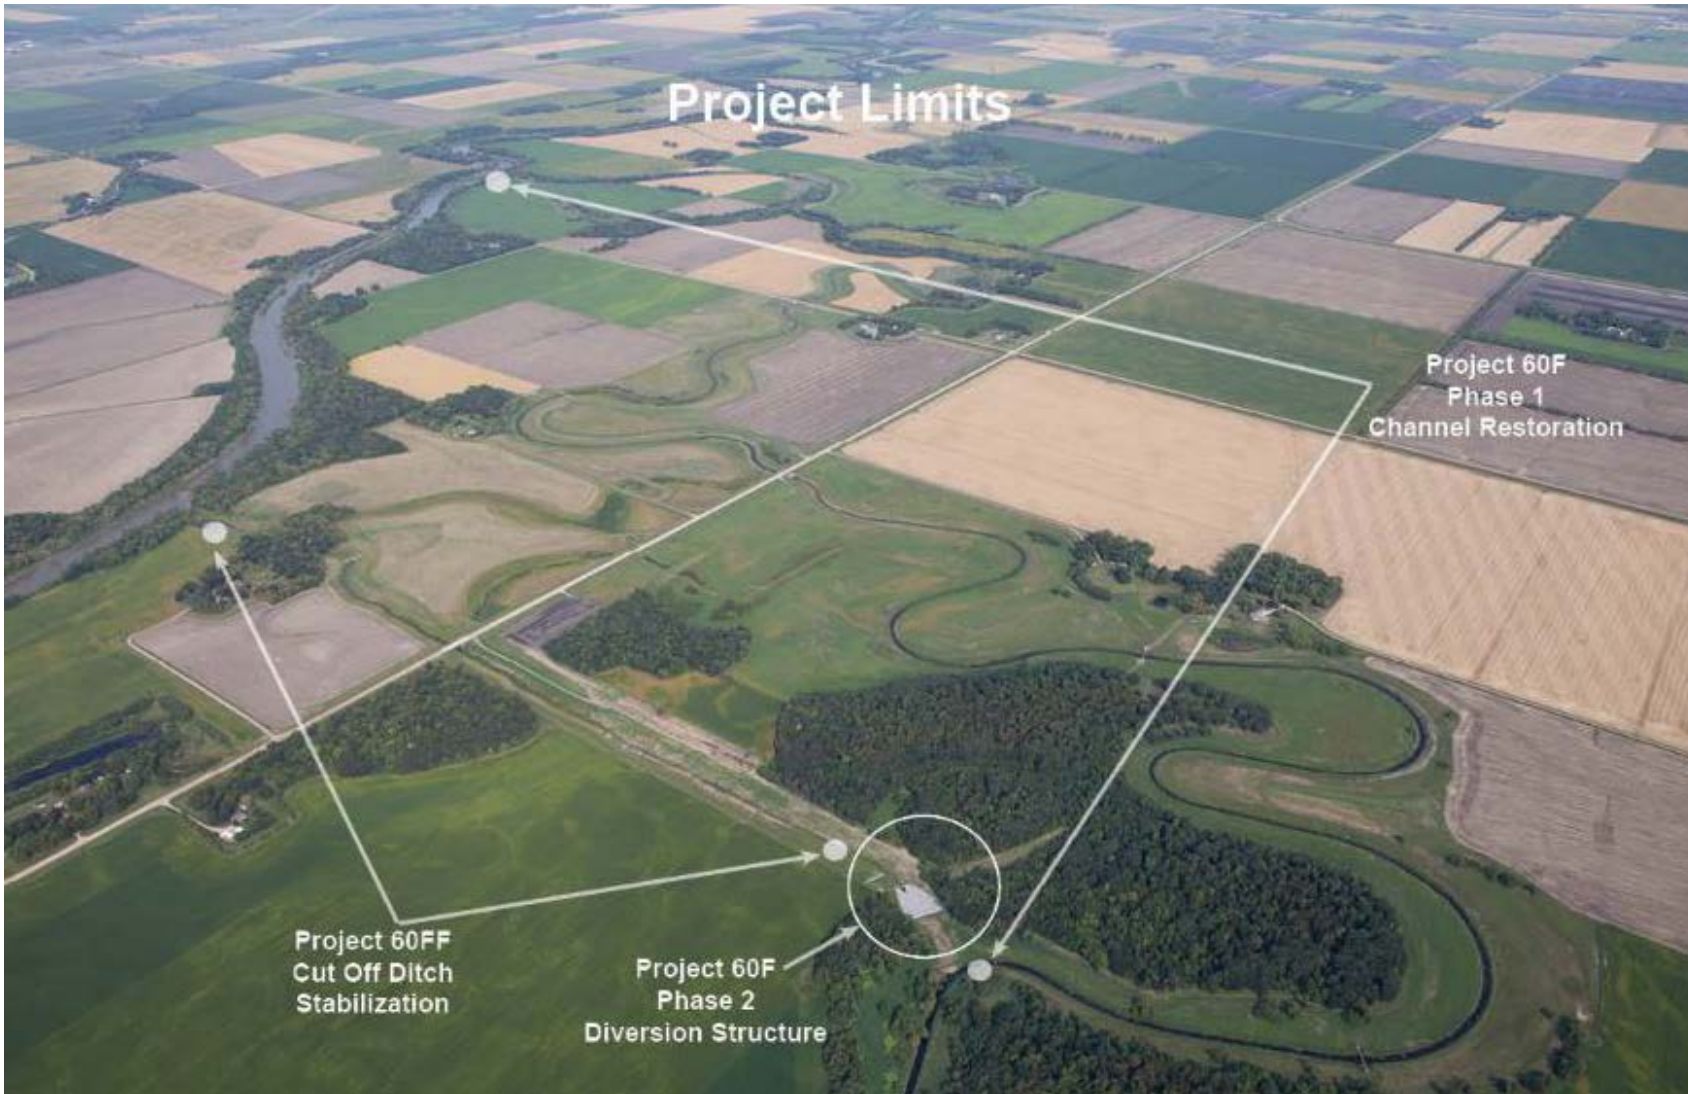 Project Limits
Project 60F
Phase 1
Channel Restoration
Project 60FF
Cut Off Ditch
Stabilization
Project 60F
Phase 2
Diversion Structure